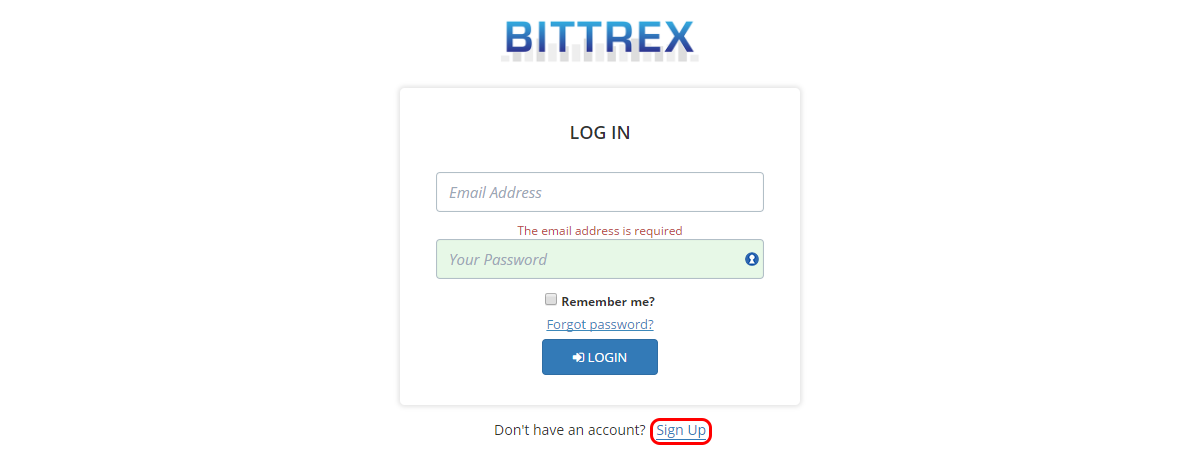 BITTREX
LOG IN
Email Address
The email address is required
Your Password
Remember me?
Forgot password?
LOGIN
Don't have an account? Sign Up